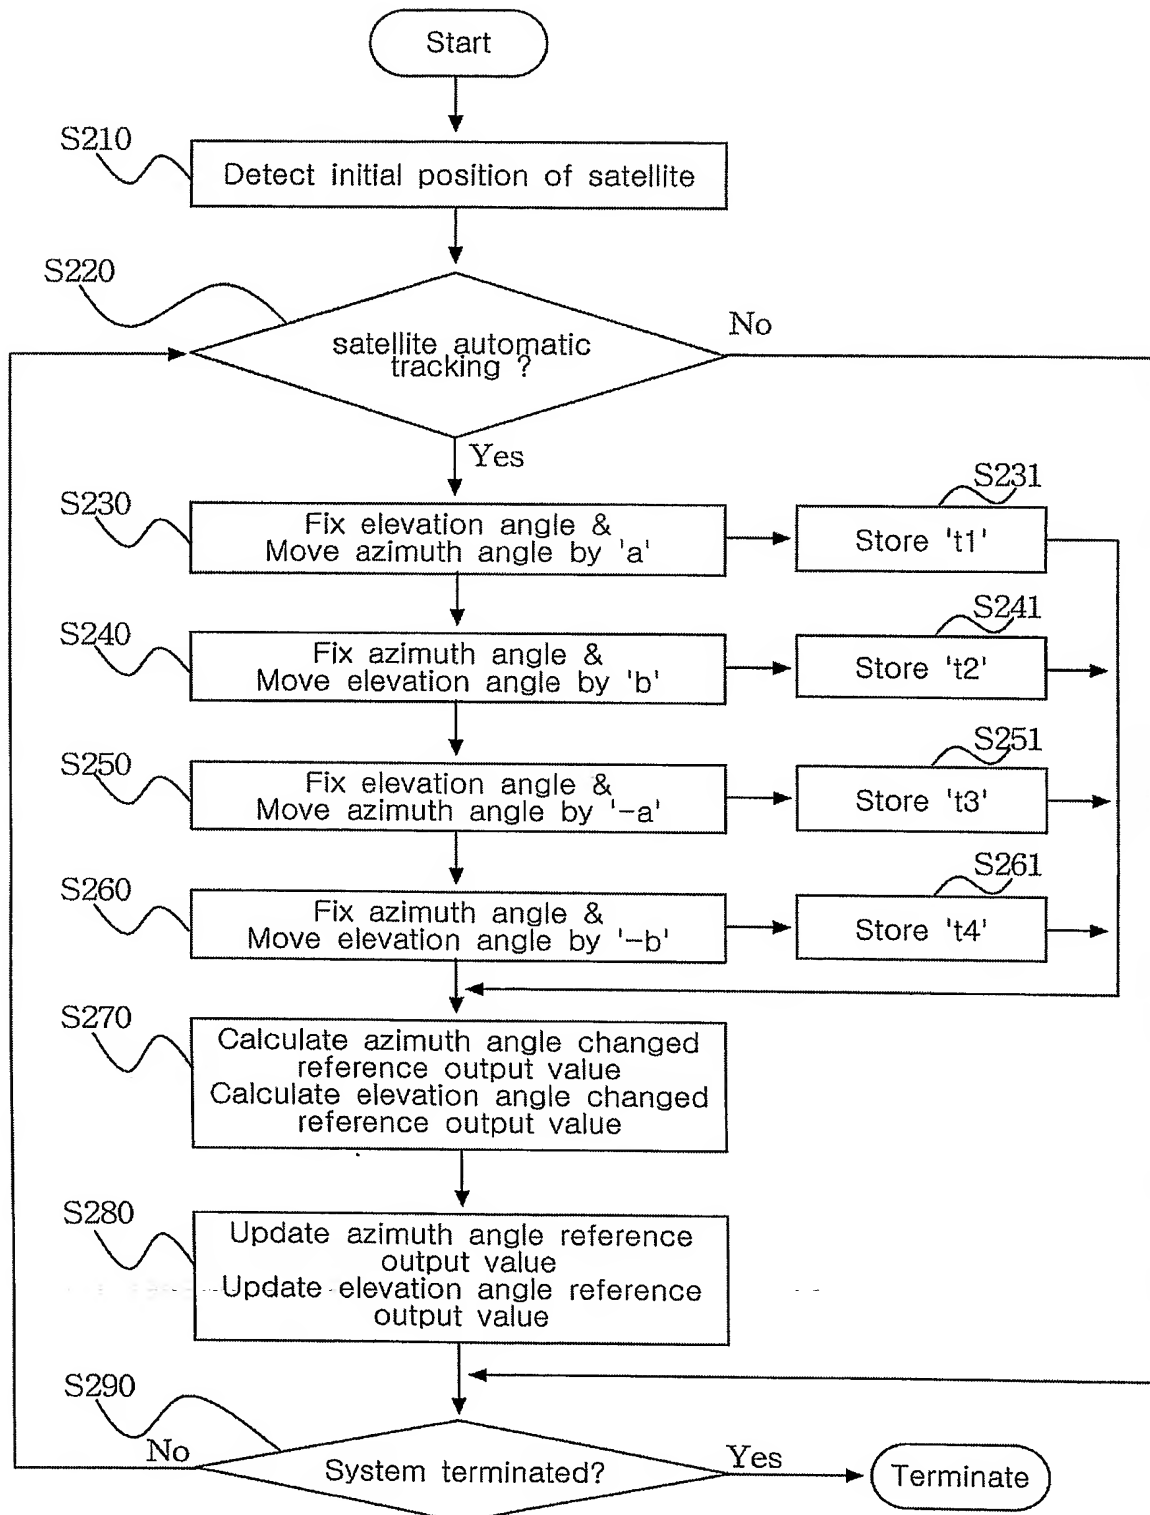 Start
S210
Detect initial position of satellite
S220
satellite automatic
tracking ?
No
Yes
S230
Fix elevation angle &
Move azimuth angle by 'a'
S231
Store 't1'
S240
Fix azimuth angle &
Move elevation angle by 'b'
S241
Store 't2'
S250
Fix elevation angle &
Move azimuth angle by '-a'
S251
Store 't3'
S260
Fix azimuth angle &
Move elevation angle by '-b'
S261
Store 't4'
S270
Calculate azimuth angle changed
reference output value
Calculate elevation angle changed
reference output value
S280
Update azimuth angle reference
output value
Update elevation angle reference
output value
S290
No
System terminated?
Yes
Terminate